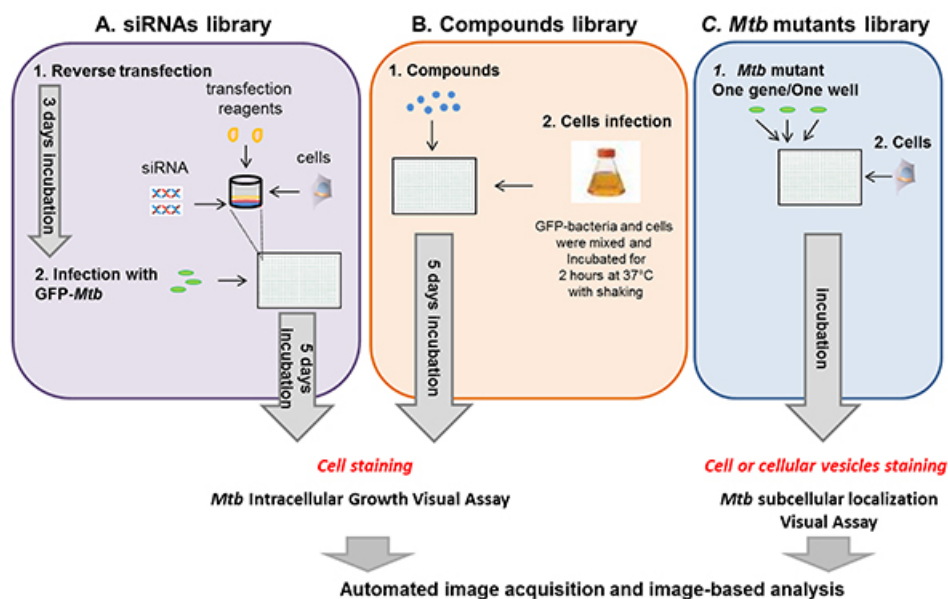 A. siRNAs library
1. Reverse transfection
3 days incubation
transfection
reagents
siRNA
cells
2. Infection with
GFP-Mtb
5 days
incubation
B. Compounds library
1. Compounds
2. Cells infection
GFP-bacteria and cells
were mixed and
Incubated for
2 hours at 37°C
with shaking
5 days incubation
C. Mtb mutants library
1. Mtb mutant
One gene/One well
2. Cells
incubation
Cell staining
Mtb Intracellular Growth Visual Assay
Cell or cellular vesicles staining
Mtb subcellular localization
Visual Assay
Automated image acquisition and image-based analysis